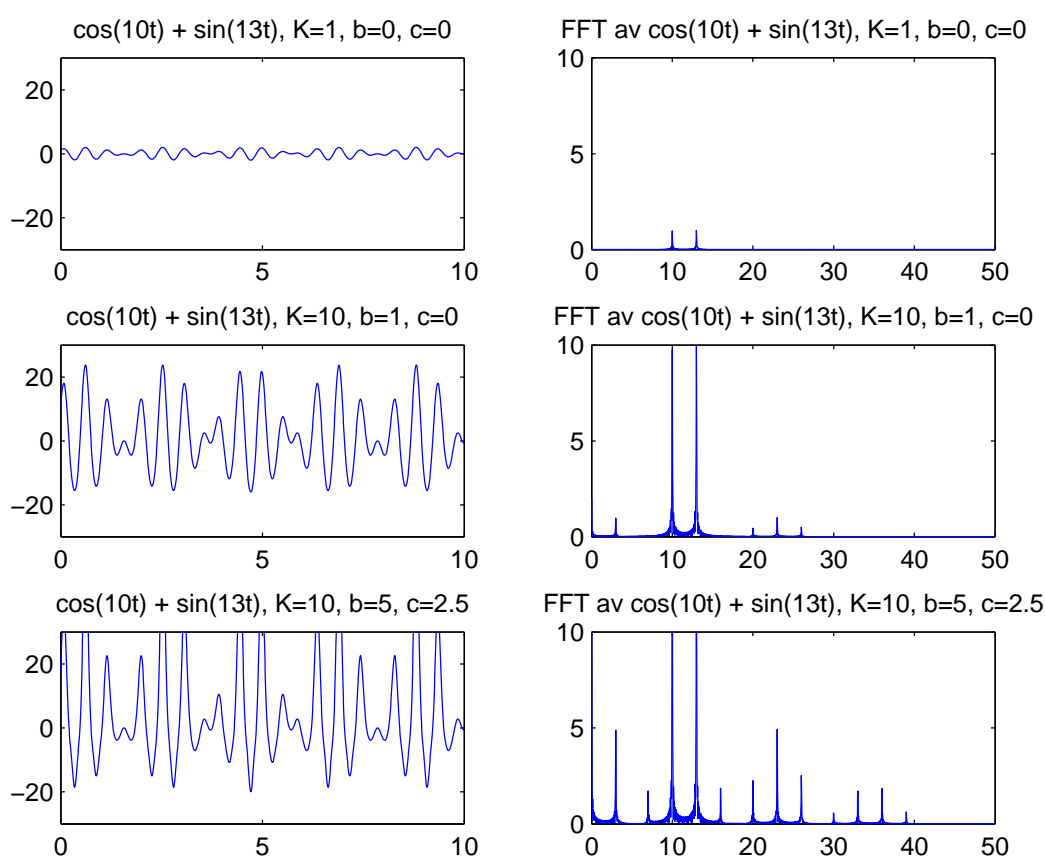 cos(10t) + sin(13t), K=1, b=0, c=0
20
0
−20
0 5 10
FFT av cos(10t) + sin(13t), K=1, b=0, c=0
10
5
0
0 10 20 30 40 50
cos(10t) + sin(13t), K=10, b=1, c=0
20
0
−20
0 5 10
FFT av cos(10t) + sin(13t), K=10, b=1, c=0
10
5
0
0 10 20 30 40 50
cos(10t) + sin(13t), K=10, b=5, c=2.5
20
0
−20
0 5 10
FFT av cos(10t) + sin(13t), K=10, b=5, c=2.5
10
5
0
0 10 20 30 40 50